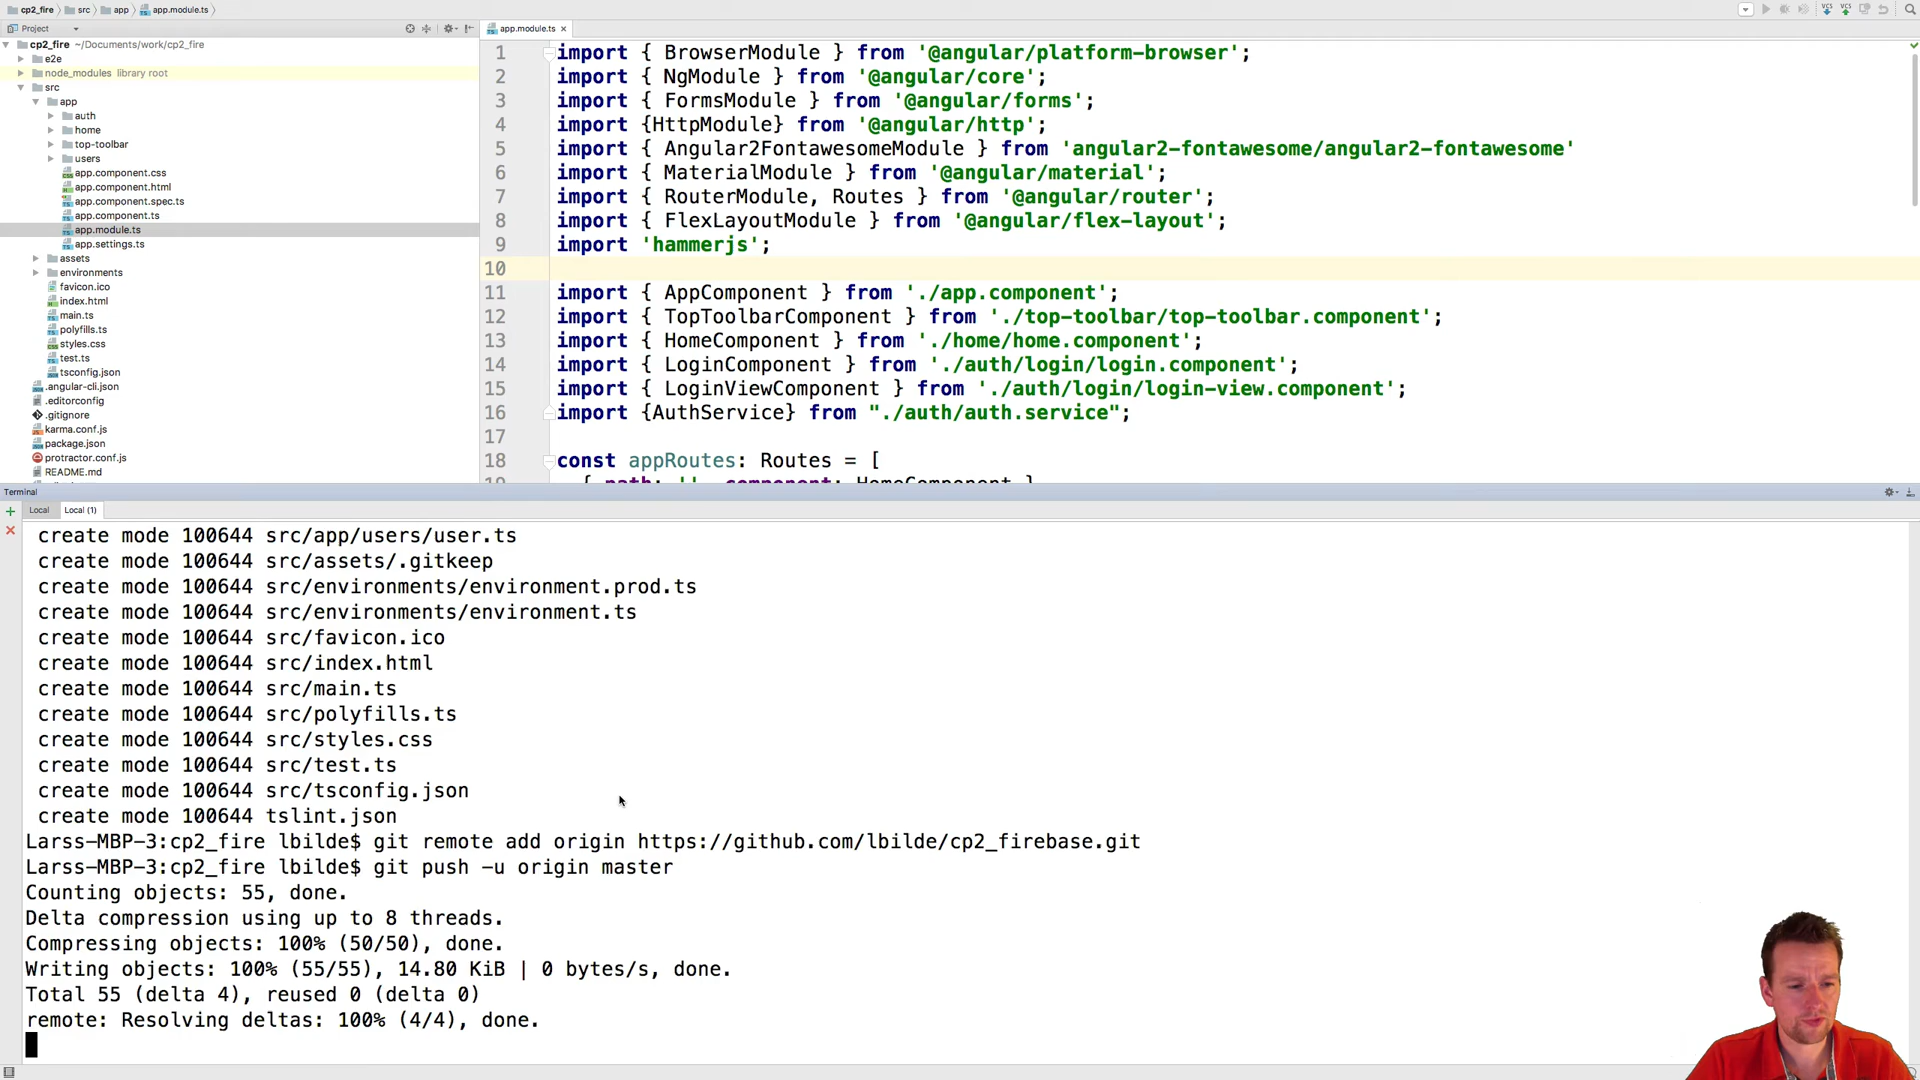 cp2_fire src app app.module.ts
Project
app.module.ts
cp2_fire ~/Documents/work/cp2_fire
e2e
node_modules library root
src
app
auth
home
top-toolbar
users
app.component.css
app.component.html
app.component.spec.ts
app.component.ts
app.module.ts
app.settings.ts
assets
environments
favicon.ico
index.html
main.ts
polyfills.ts
styles.css
test.ts
tsconfig.json
.angular-cli.json
.editorconfig
.gitignore
karma.conf.js
package.json
protractor.conf.js
README.md
1 import { BrowserModule } from '@angular/platform-browser';
2 import { NgModule } from '@angular/core';
3 import { FormsModule } from '@angular/forms';
4 import {HttpModule} from '@angular/http';
5 import { Angular2FontawesomeModule } from 'angular2-fontawesome/angular2-fontawesome'
6 import { MaterialModule } from '@angular/material';
7 import { RouterModule, Routes } from '@angular/router';
8 import { FlexLayoutModule } from '@angular/flex-layout';
9 import 'hammerjs';
10
11 import { AppComponent } from './app.component';
12 import { TopToolbarComponent } from './top-toolbar/top-toolbar.component';
13 import { HomeComponent } from './home/home.component';
14 import { LoginComponent } from './auth/login/login.component';
15 import { LoginViewComponent } from './auth/login/login-view.component';
16 import {AuthService} from "./auth/auth.service";
17
18 const appRoutes: Routes = [
19 { path: '', component: HomeComponent }
Terminal
Local Local (1)
create mode 100644 src/app/users/user.ts
create mode 100644 src/assets/.gitkeep
create mode 100644 src/environments/environment.prod.ts
create mode 100644 src/environments/environment.ts
create mode 100644 src/favicon.ico
create mode 100644 src/index.html
create mode 100644 src/main.ts
create mode 100644 src/polyfills.ts
create mode 100644 src/styles.css
create mode 100644 src/test.ts
create mode 100644 src/tsconfig.json
create mode 100644 tslint.json
Larss-MBP-3:cp2_fire lbilde$ git remote add origin https://github.com/lbilde/cp2_firebase.git
Larss-MBP-3:cp2_fire lbilde$ git push -u origin master
Counting objects: 55, done.
Delta compression using up to 8 threads.
Compressing objects: 100% (50/50), done.
Writing objects: 100% (55/55), 14.80 KiB | 0 bytes/s, done.
Total 55 (delta 4), reused 0 (delta 0)
remote: Resolving deltas: 100% (4/4), done.